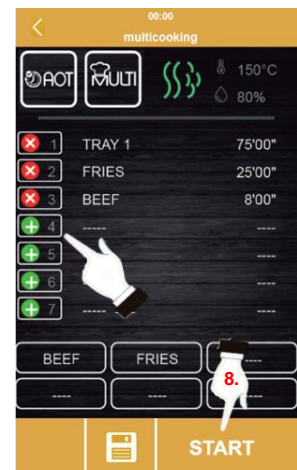 00:00
multicooking
AOT MULTI 150°C
80%
1 TRAY 1 75'00"
2 FRIES 25'00"
3 BEEF 8'00"
4 ----- ----
5 ----
6 ----
7 ----- ----
BEEF FRIES ----
8.
---- ---- ----
START